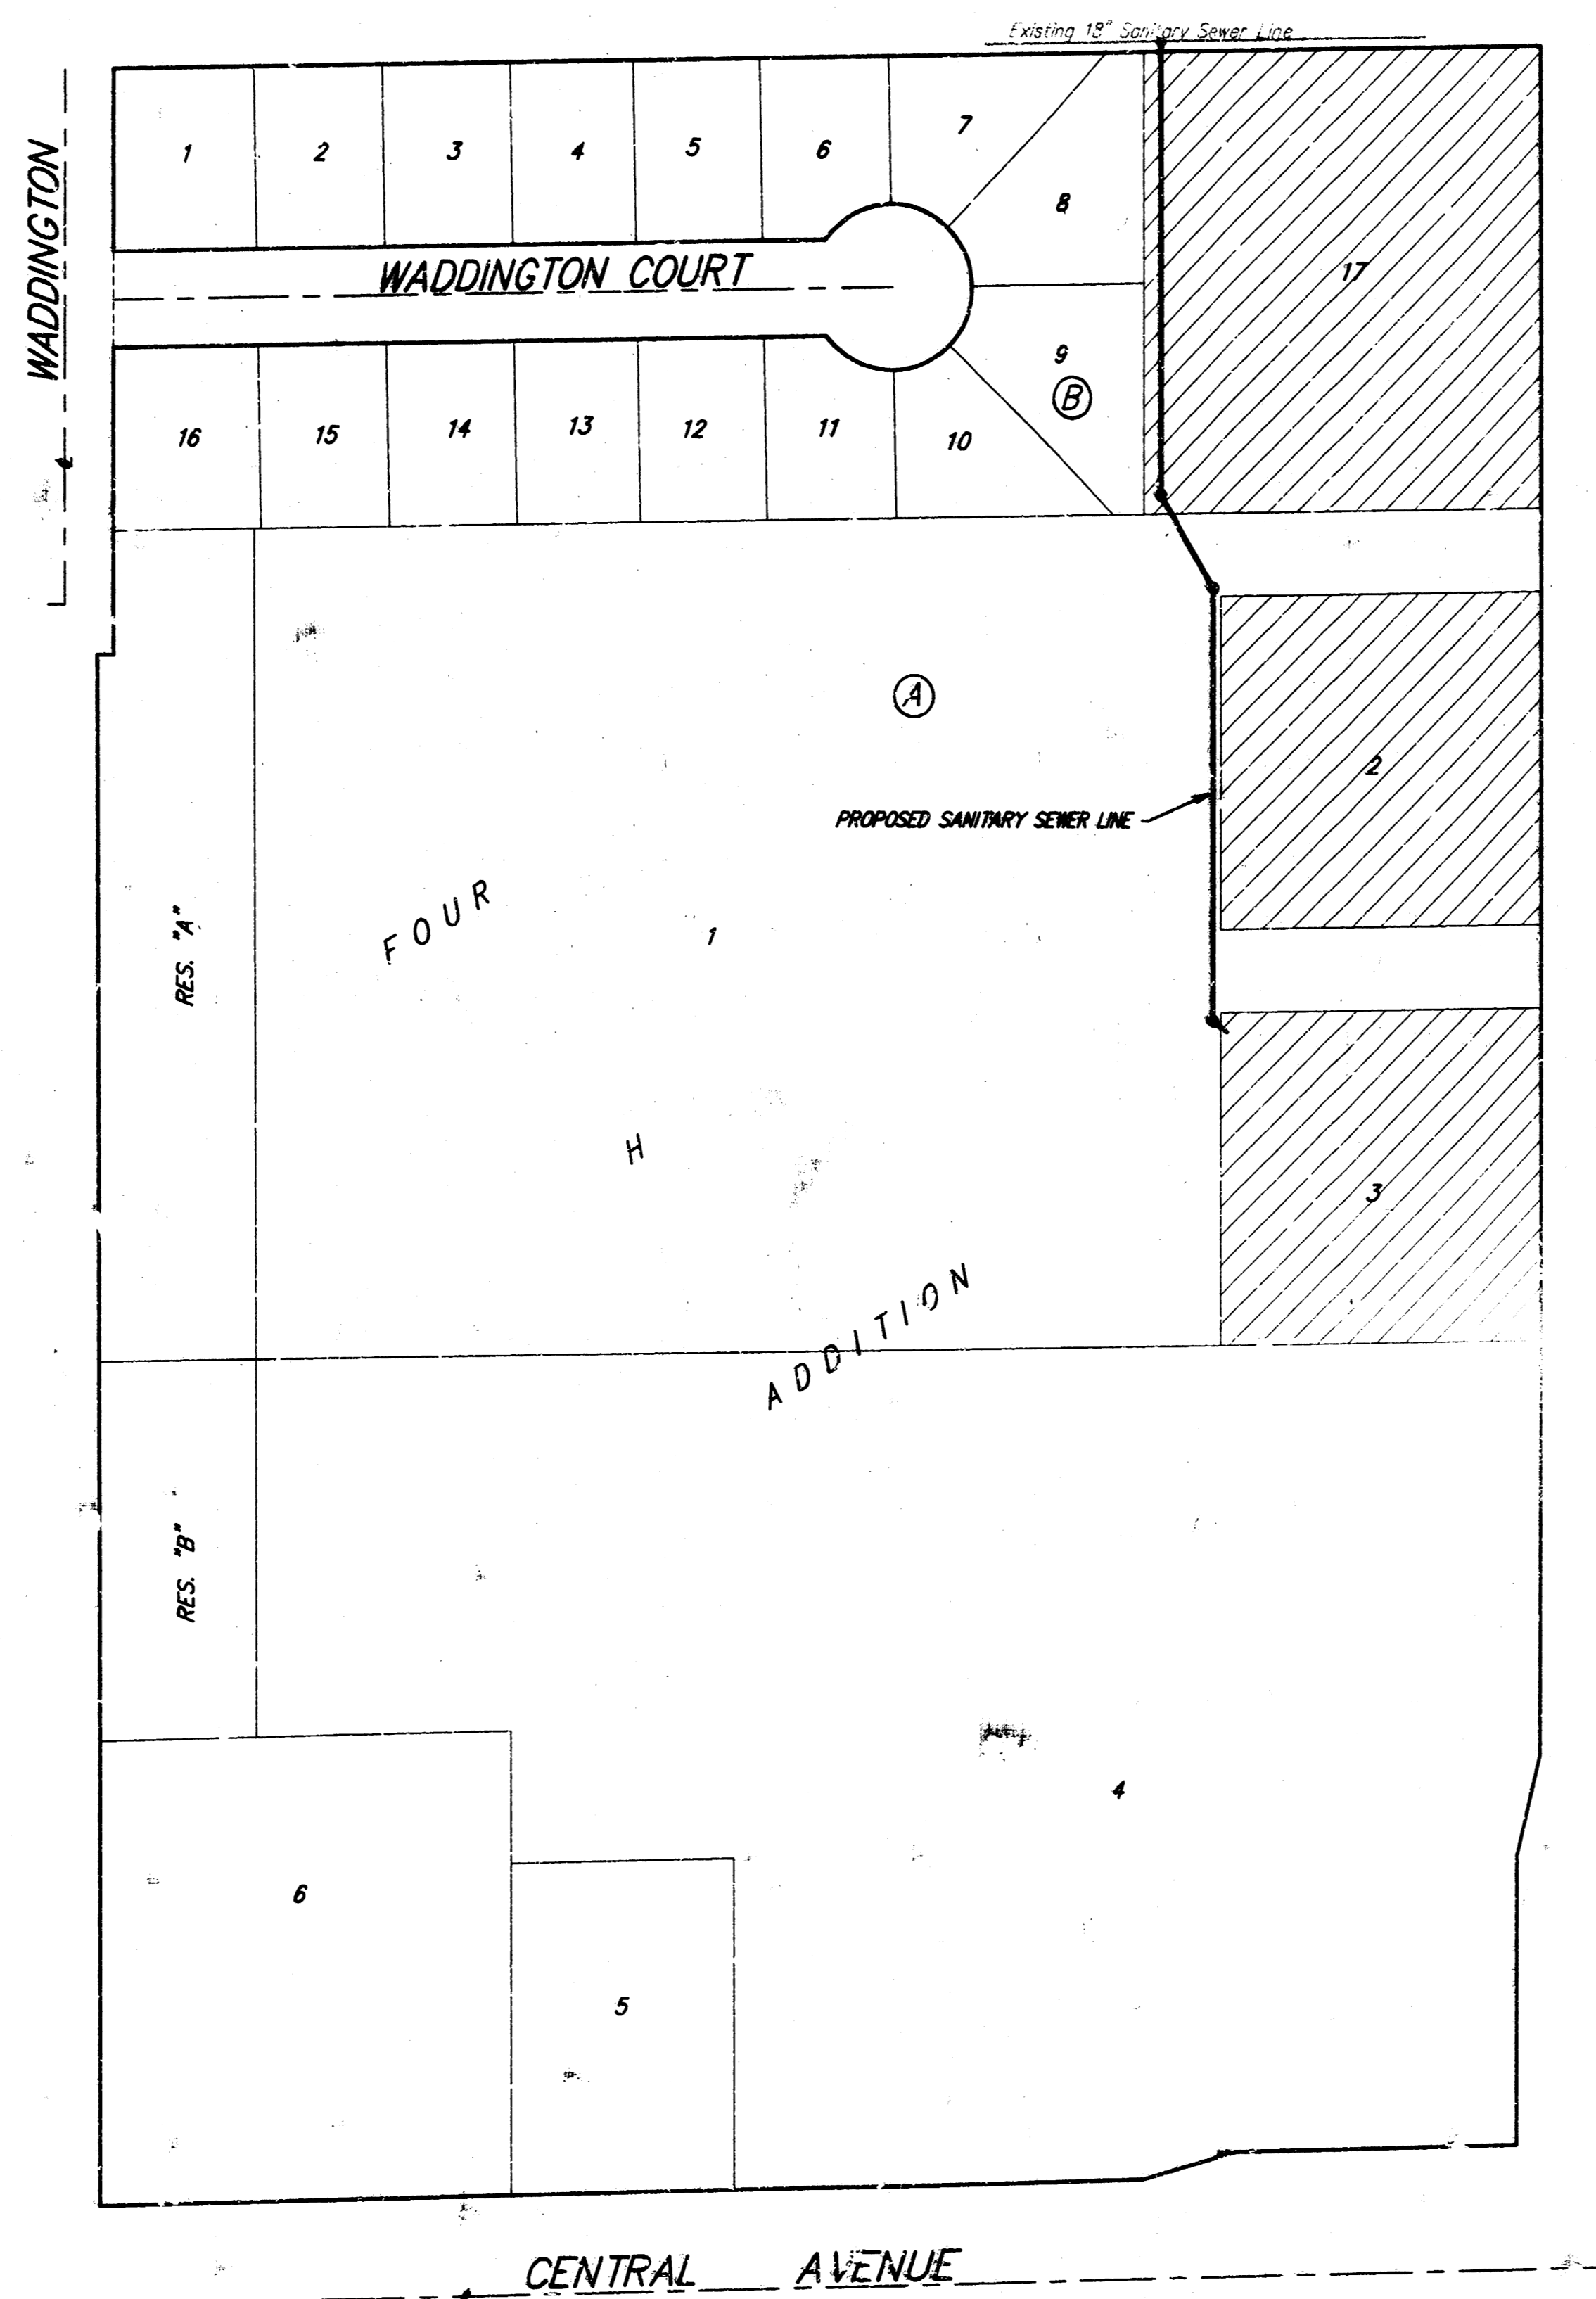 Existing 18" Sanitary Sewer Line
WADDINGTON
1
2
3
4
5
6
7
8
17
WADDINGTON COURT
9
B
16
15
14
13
12
11
10
A
2
PROPOSED SANITARY SEWER LINE
RES. "A"
FOUR
1
H
3
ADDITION
RES. "B"
4
6
5
CENTRAL AVENUE